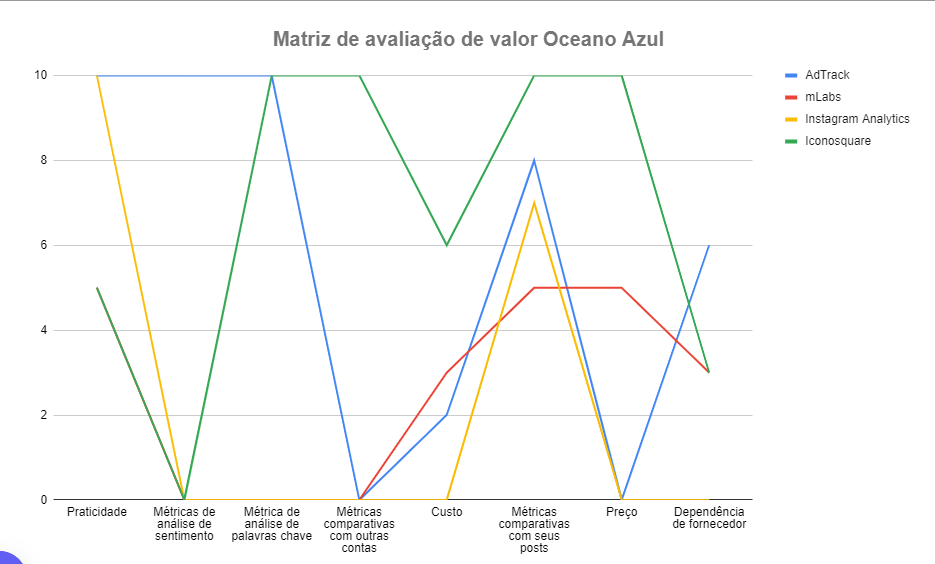 Matriz de avaliação de valor Oceano Azul
10
8
6
4
2
0
AdTrack
mLabs
Instagram Analytics
Iconosquare
Praticidade
Métricas de
análise de
sentimento
Métrica de
análise de
palavras chave
Métricas
comparativas
com outras
contas
Custo
Métricas
comparativas
com seus
posts
Preço
Dependência
de fornecedor